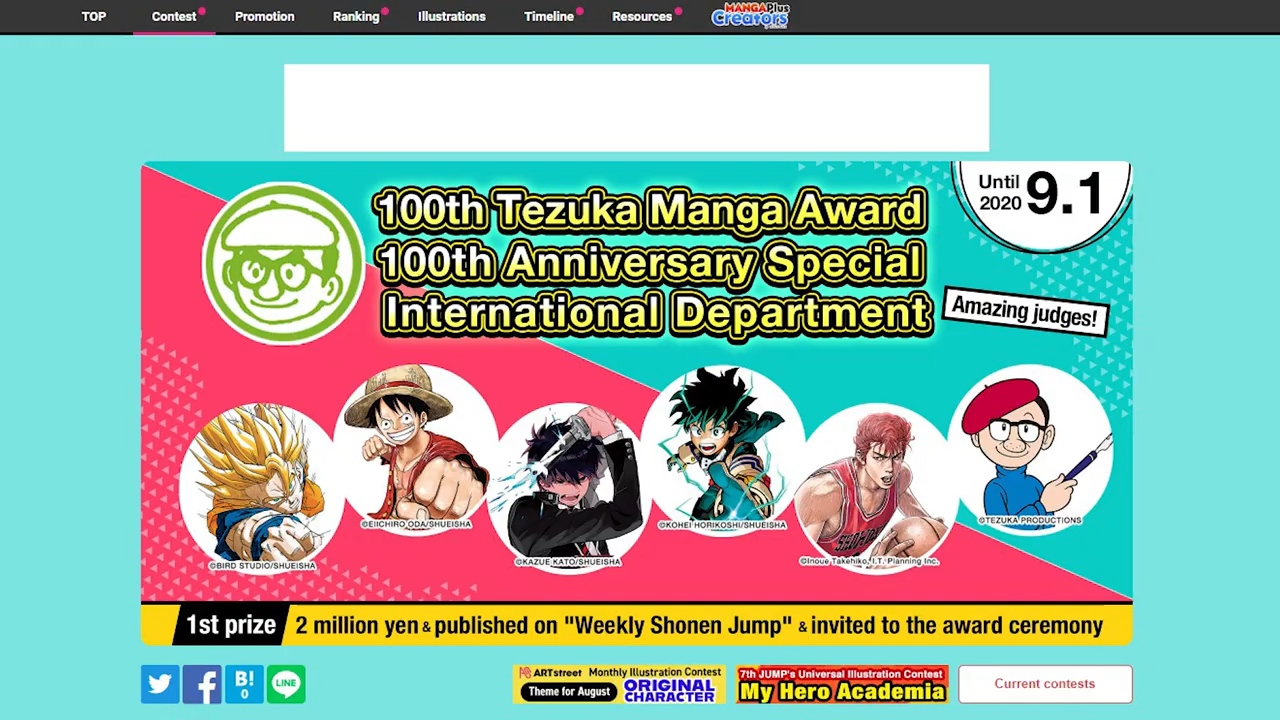 TOP
Contest
Promotion
Ranking
Illustrations
Timeline
Resources
MANGA Plus
Creators
100th Tezuka Manga Award
100th Anniversary Special
International Department
Until
2020 9.1
Amazing judges!
©BIRD STUDIO/SHUEISHA
©EIICHIRO ODA/SHUEISHA
©KAZUE KATO/SHUEISHA
©KOHEI HORIKOSHI/SHUEISHA
SHOHO
©Inoue Takehiko, I.T. Planning Inc.
©TEZUKA PRODUCTIONS
1st prize 2 million yen & published on "Weekly Shonen Jump" & invited to the award ceremony
B!
0
LINE
ARTstreet Monthly Illustration Contest
Theme for August
ORIGINAL
CHARACTER
7th JUMP's Universal Illustration Contest
My Hero Academia
Current contests